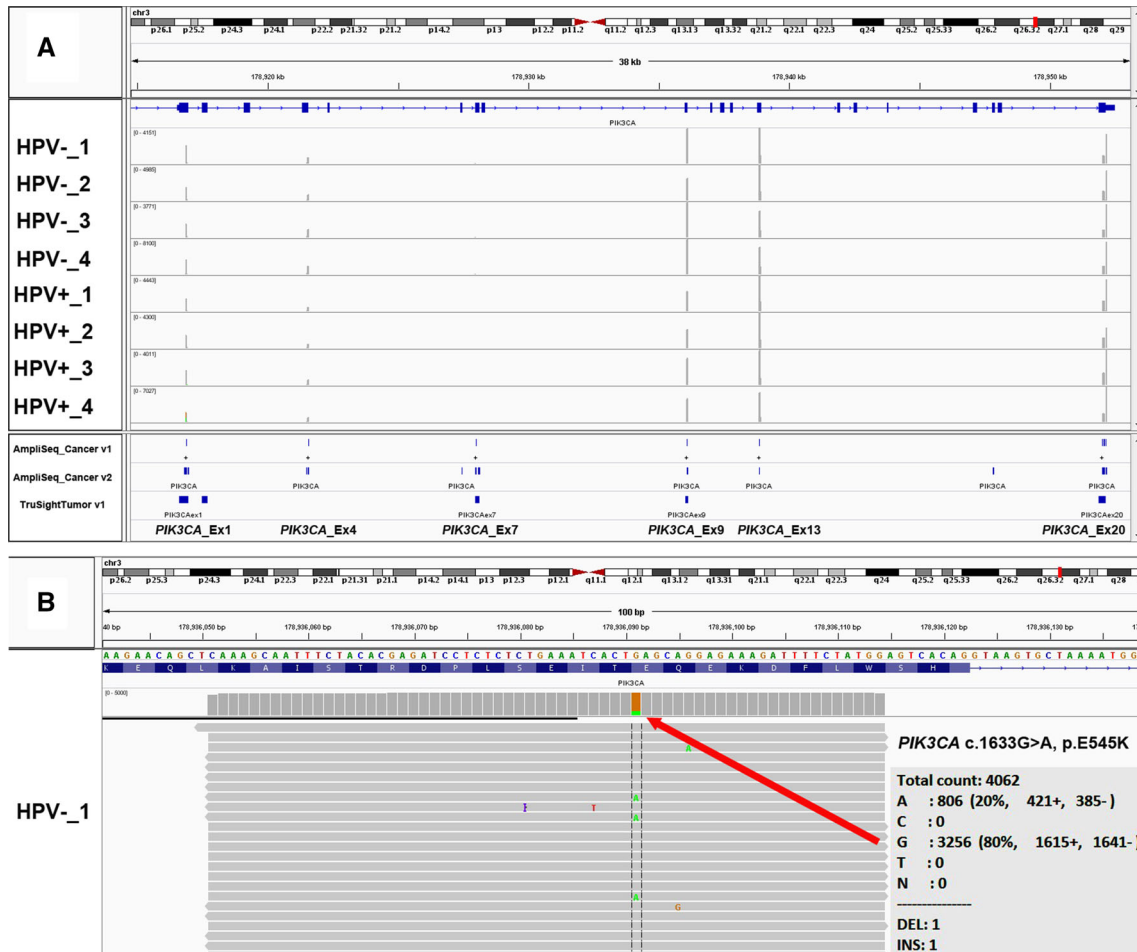 A
chr3
p26.1 p25.2 p24.3 p24.1 p22.2 p21.32 p21.2 p14.2 p13 p12.2 p11.2 q11.2 q12.3 q13.13 q13.32 q21.2 q22.1 q22.3 q24 q25.2 q25.33 q26.2 q26.32 q27.1 q28 q29
38 kb
178,920 kb 178,930 kb 178,940 kb 178,950 kb
PIK3CA
HPV-_1 [0 - 4151]
HPV-_2 [0 - 4985]
HPV-_3 [0 - 3771]
HPV-_4 [0 - 8100]
HPV+_1 [0 - 4443]
HPV+_2 [0 - 4300]
HPV+_3 [0 - 4011]
HPV+_4 [0 - 7027]
AmpliSeq_Cancer v1
+ + + + + +
AmpliSeq_Cancer v2
PIK3CA PIK3CA PIK3CA PIK3CA PIK3CA PIK3CA PIK3CA
TruSightTumor v1
PIK3CAex1 PIK3CAex7 PIK3CAex9 PIK3CAex20
PIK3CA_Ex1 PIK3CA_Ex4 PIK3CA_Ex7 PIK3CA_Ex9 PIK3CA_Ex13 PIK3CA_Ex20
B
chr3
p26.2 p25.3 p24.3 p24.1 p22.3 p22.1 p21.31 p21.1 p14.2 p14.1 p13 p12.3 p12.1 q11.1 q12.1 q13.12 q13.31 q21.1 q22.1 q22.3 q24 q25.2 q25.33 q26.2 q26.32 q27.1 q28
100 bp
40 bp 178,936,050 bp 178,936,060 bp 178,936,070 bp 178,936,080 bp 178,936,090 bp 178,936,100 bp 178,936,110 bp 178,936,120 bp 178,936,130 bp
A A G A A C A G C T C A A A G C A A T T T C T A C A C G A G A T C C T C T C T C T G A A A T C A C T G A G C A G G A G A A A G A T T T T C T A T G G A G T C A C A G G T A A G T G C T A A A A T G G
K E Q L K A I S T R D P L S E I T E Q E K D F L W S H
PIK3CA
[0 - 5000]
HPV-_1
A
A
T
A
A
G
PIK3CA c.1633G>A, p.E545K
Total count: 4062
A : 806 (20%, 421+, 385- )
C : 0
G : 3256 (80%, 1615+, 1641- )
T : 0
N : 0
---------------
DEL: 1
INS: 1